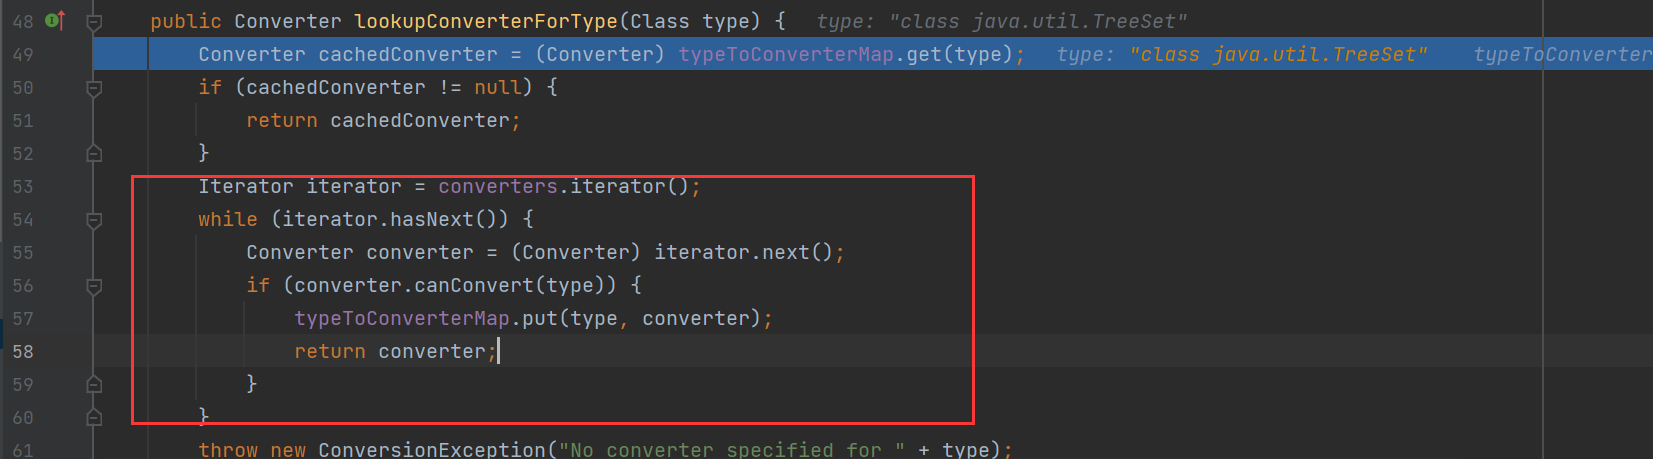 48 public Converter lookupConverterForType(Class type) { type: "class java.util.TreeSet"
49 Converter cachedConverter = (Converter) typeToConverterMap.get(type); type: "class java.util.TreeSet" typeToConverter
50 if (cachedConverter != null) {
51 return cachedConverter;
52 }
53 Iterator iterator = converters.iterator();
54 while (iterator.hasNext()) {
55 Converter converter = (Converter) iterator.next();
56 if (converter.canConvert(type)) {
57 typeToConverterMap.put(type, converter);
58 return converter;
59 }
60 }
61 throw new ConversionException("No converter specified for " + type);